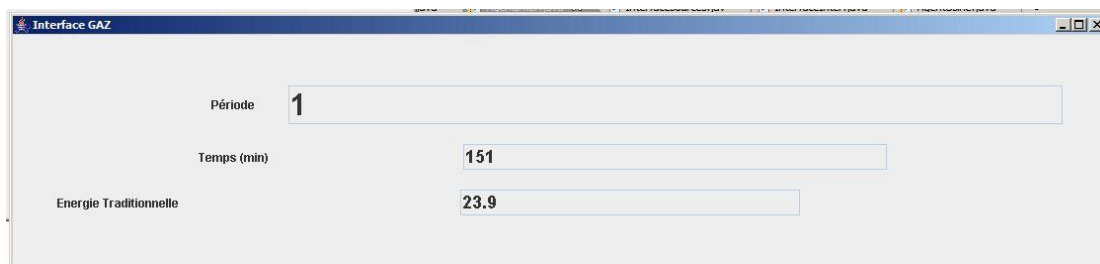 Interface GAZ
Période 1
Temps (min) 151
Energie Traditionnelle 23.9